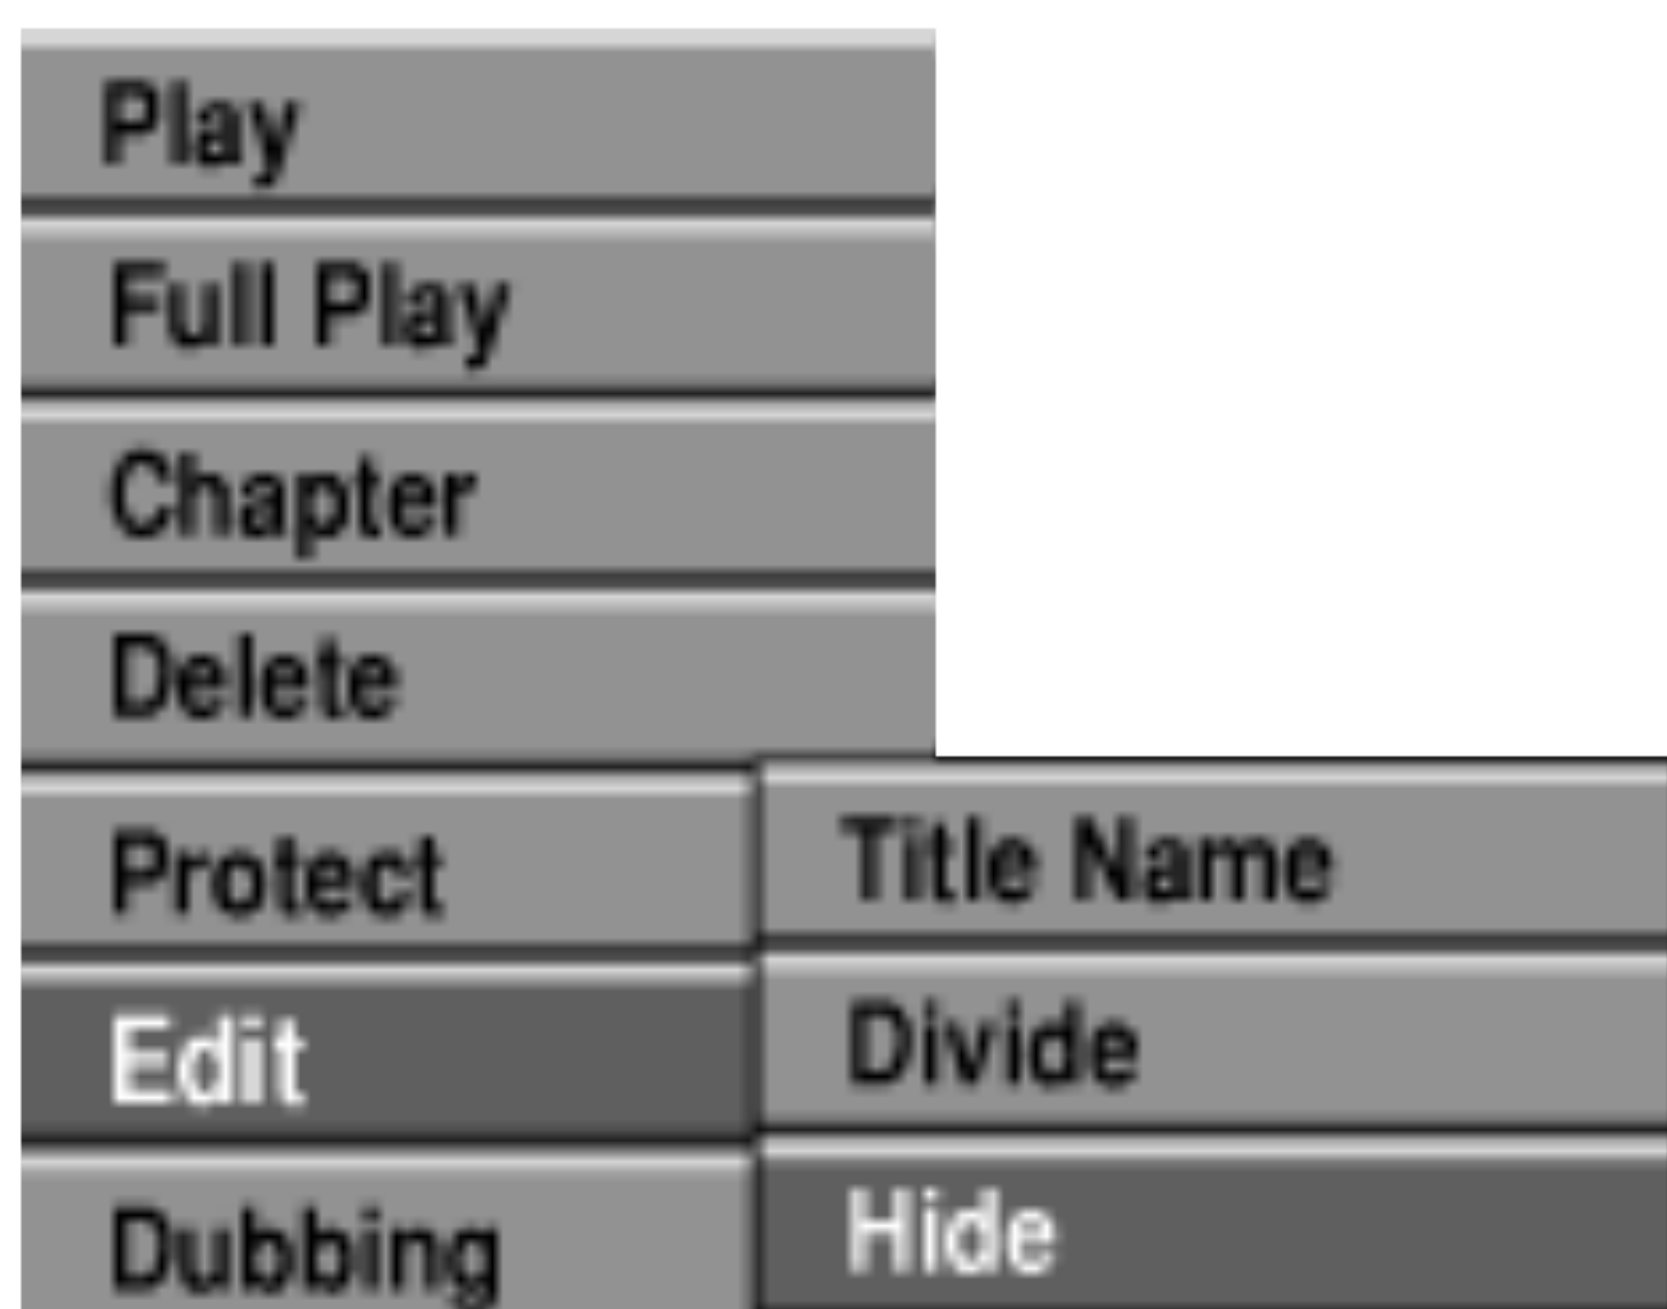 Play
Full Play
Chapter
Delete
Protect
Title Name
Edit
Divide
Dubbing
Hide